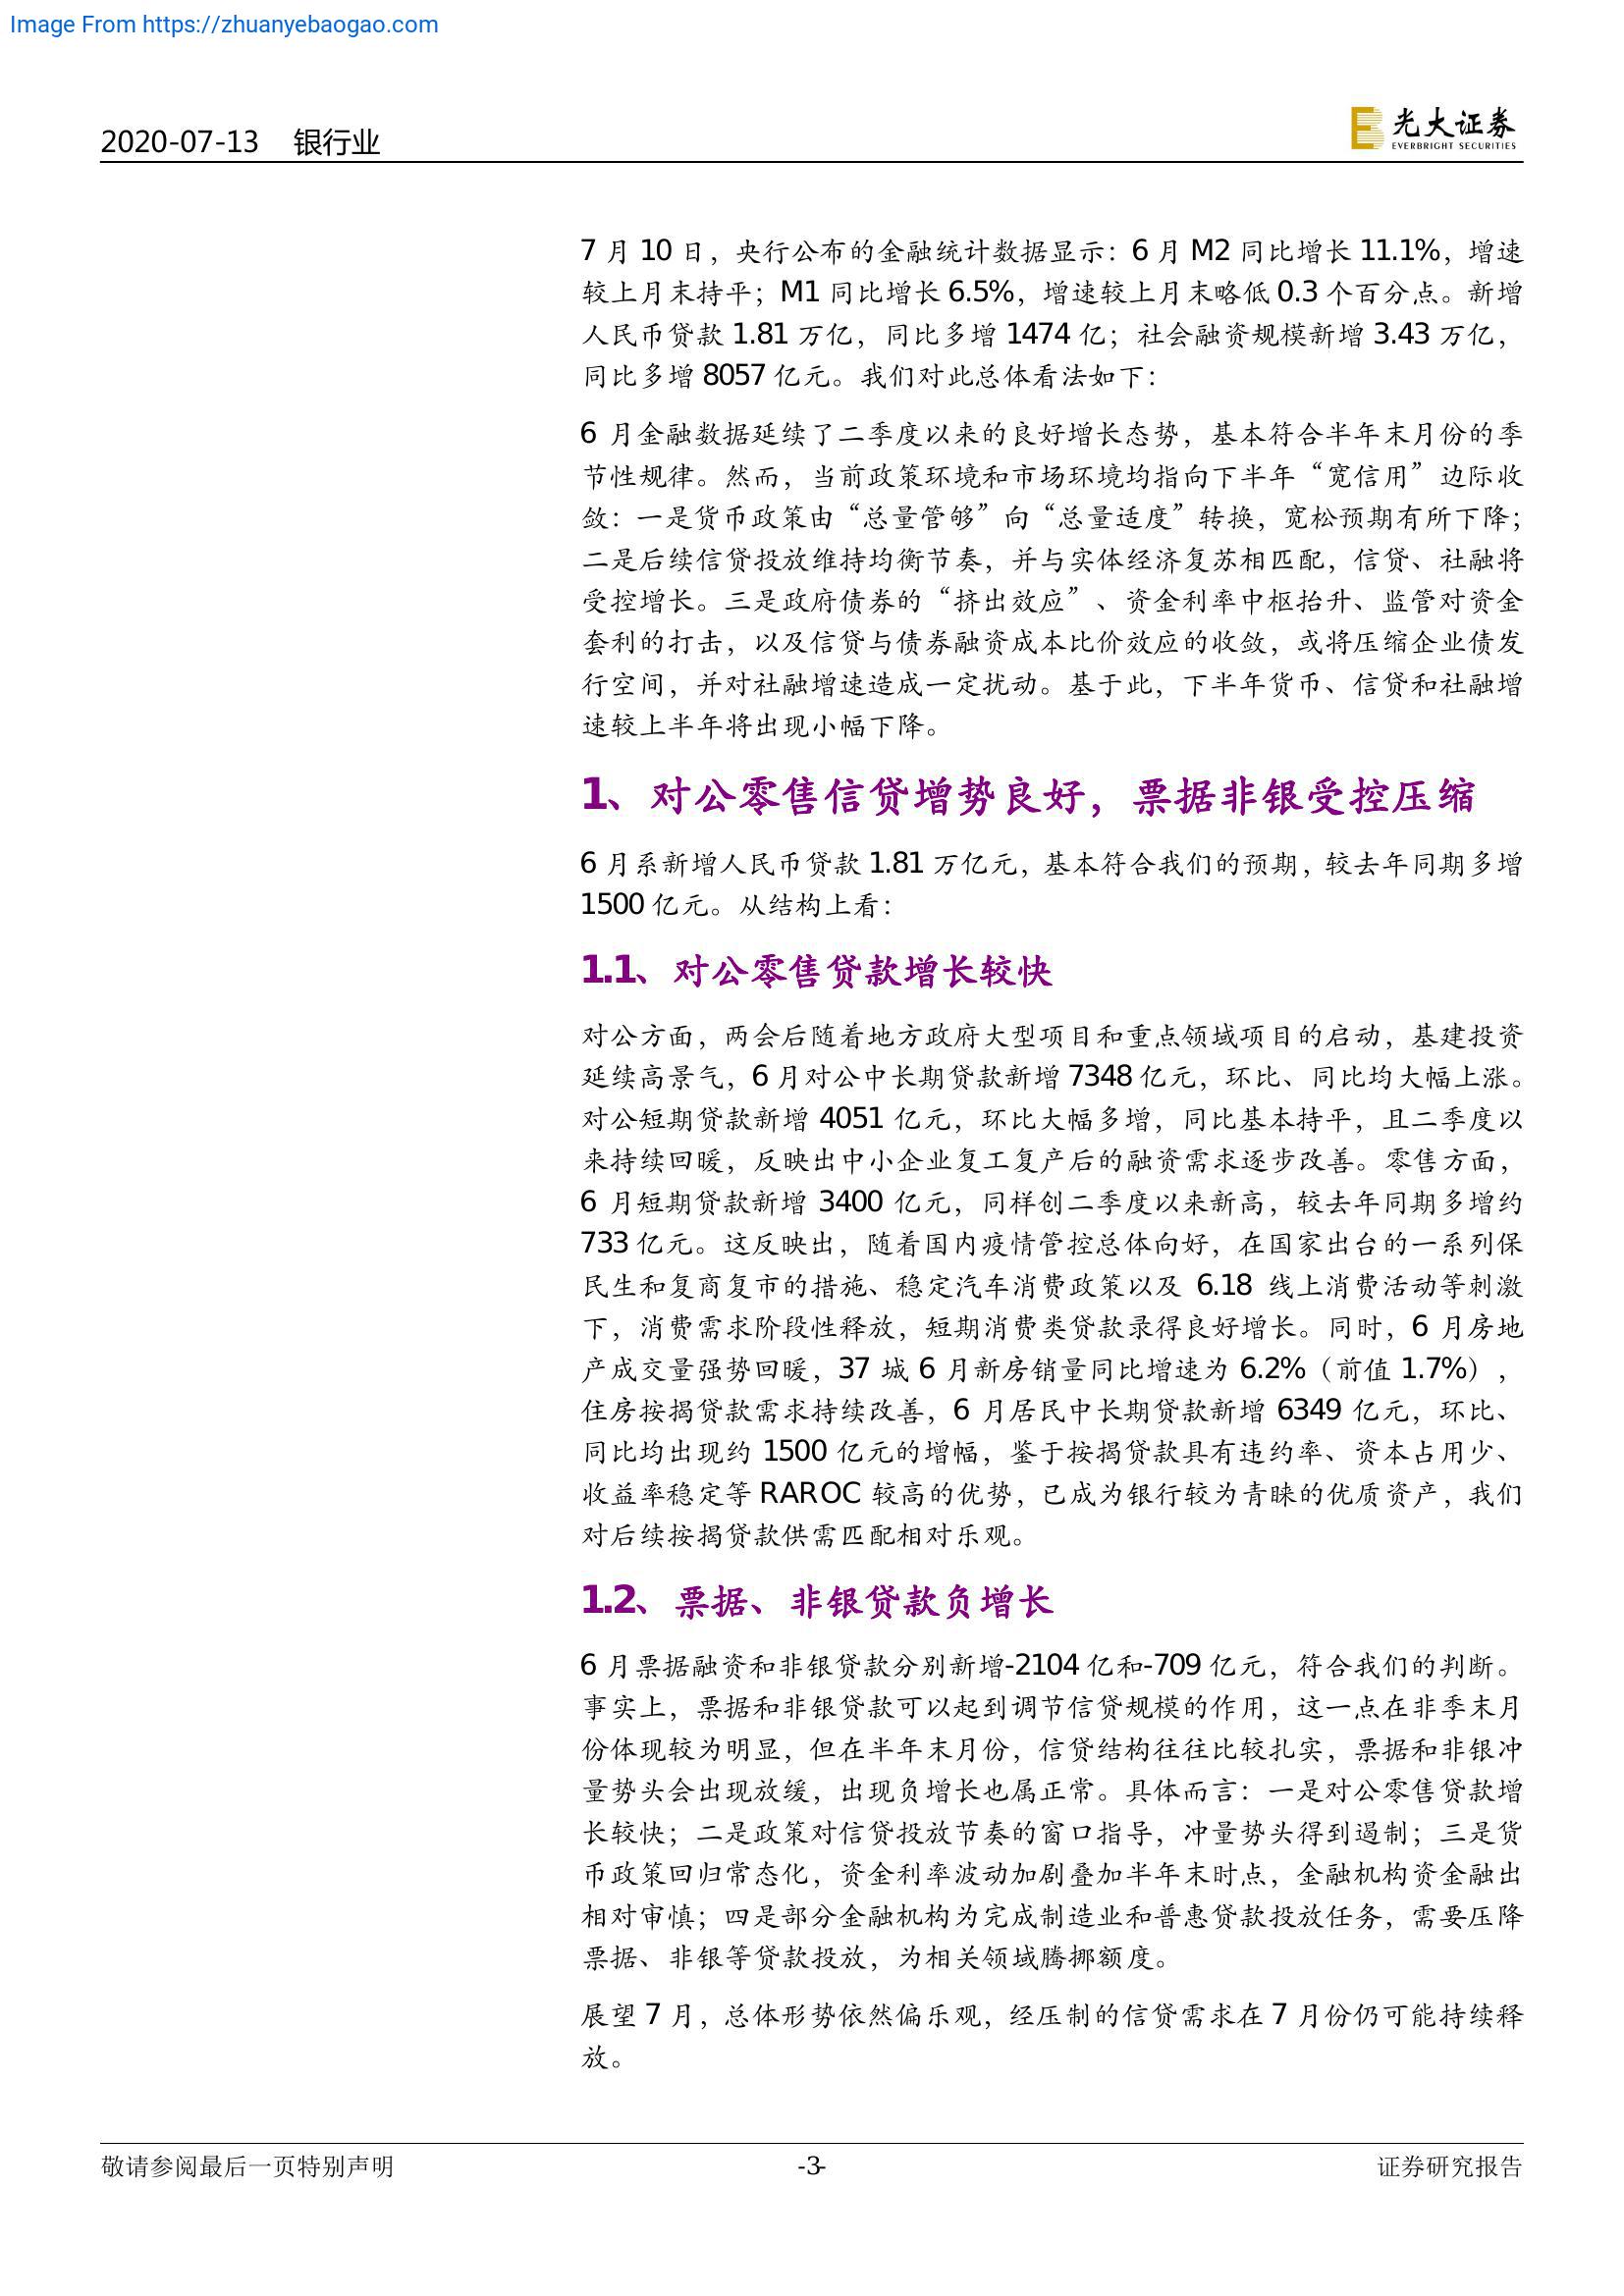 Image From https://zhuanyebaogao.com
2020-07-13 银行业
光大证券
EVERBRIGHT SECURITIES
7 月 10 日，央行公布的金融统计数据显示：6 月 M2 同比增长 11.1%，增速
较上月末持平；M1 同比增长 6.5%，增速较上月末略低 0.3 个百分点。新增
人民币贷款 1.81 万亿，同比多增 1474 亿；社会融资规模新增 3.43 万亿，
同比多增 8057 亿元。我们对此总体看法如下：
6 月金融数据延续了二季度以来的良好增长态势，基本符合半年末月份的季
节性规律。然而，当前政策环境和市场环境均指向下半年“宽信用”边际收
敛：一是货币政策由“总量管够”向“总量适度”转换，宽松预期有所下降；
二是后续信贷投放维持均衡节奏，并与实体经济复苏相匹配，信贷、社融将
受控增长。三是政府债券的“挤出效应”、资金利率中枢抬升、监管对资金
套利的打击，以及信贷与债券融资成本比价效应的收敛，或将压缩企业债发
行空间，并对社融增速造成一定扰动。基于此，下半年货币、信贷和社融增
速较上半年将出现小幅下降。
1、对公零售信贷增势良好，票据非银受控压缩
6 月系新增人民币贷款 1.81 万亿元，基本符合我们的预期，较去年同期多增
1500 亿元。从结构上看：
1.1、对公零售贷款增长较快
对公方面，两会后随着地方政府大型项目和重点领域项目的启动，基建投资
延续高景气，6 月对公中长期贷款新增 7348 亿元，环比、同比均大幅上涨。
对公短期贷款新增 4051 亿元，环比大幅多增，同比基本持平，且二季度以
来持续回暖，反映出中小企业复工复产后的融资需求逐步改善。零售方面，
6 月短期贷款新增 3400 亿元，同样创二季度以来新高，较去年同期多增约
733 亿元。这反映出，随着国内疫情管控总体向好，在国家出台的一系列保
民生和复商复市的措施、稳定汽车消费政策以及 6.18 线上消费活动等刺激
下，消费需求阶段性释放，短期消费类贷款录得良好增长。同时，6 月房地
产成交量强势回暖，37 城 6 月新房销量同比增速为 6.2%（前值 1.7%），
住房按揭贷款需求持续改善，6 月居民中长期贷款新增 6349 亿元，环比、
同比均出现约 1500 亿元的增幅，鉴于按揭贷款具有违约率、资本占用少、
收益率稳定等 RAROC 较高的优势，已成为银行较为青睐的优质资产，我们
对后续按揭贷款供需匹配相对乐观。
1.2、票据、非银贷款负增长
6 月票据融资和非银贷款分别新增-2104 亿和-709 亿元，符合我们的判断。
事实上，票据和非银贷款可以起到调节信贷规模的作用，这一点在非季末月
份体现较为明显，但在半年末月份，信贷结构往往比较扎实，票据和非银冲
量势头会出现放缓，出现负增长也属正常。具体而言：一是对公零售贷款增
长较快；二是政策对信贷投放节奏的窗口指导，冲量势头得到遏制；三是货
币政策回归常态化，资金利率波动加剧叠加半年末时点，金融机构资金融出
相对审慎；四是部分金融机构为完成制造业和普惠贷款投放任务，需要压降
票据、非银等贷款投放，为相关领域腾挪额度。
展望 7 月，总体形势依然偏乐观，经压制的信贷需求在 7 月份仍可能持续释
放。
敬请参阅最后一页特别声明 -3- 证券研究报告